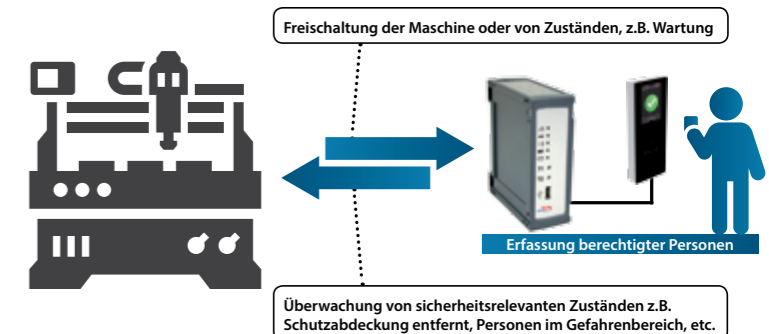 Freischaltung der Maschine oder von Zuständen, z.B. Wartung
Erfassung berechtigter Personen
Überwachung von sicherheitsrelevanten Zuständen z.B.
Schutzabdeckung entfernt, Personen im Gefahrenbereich, etc.